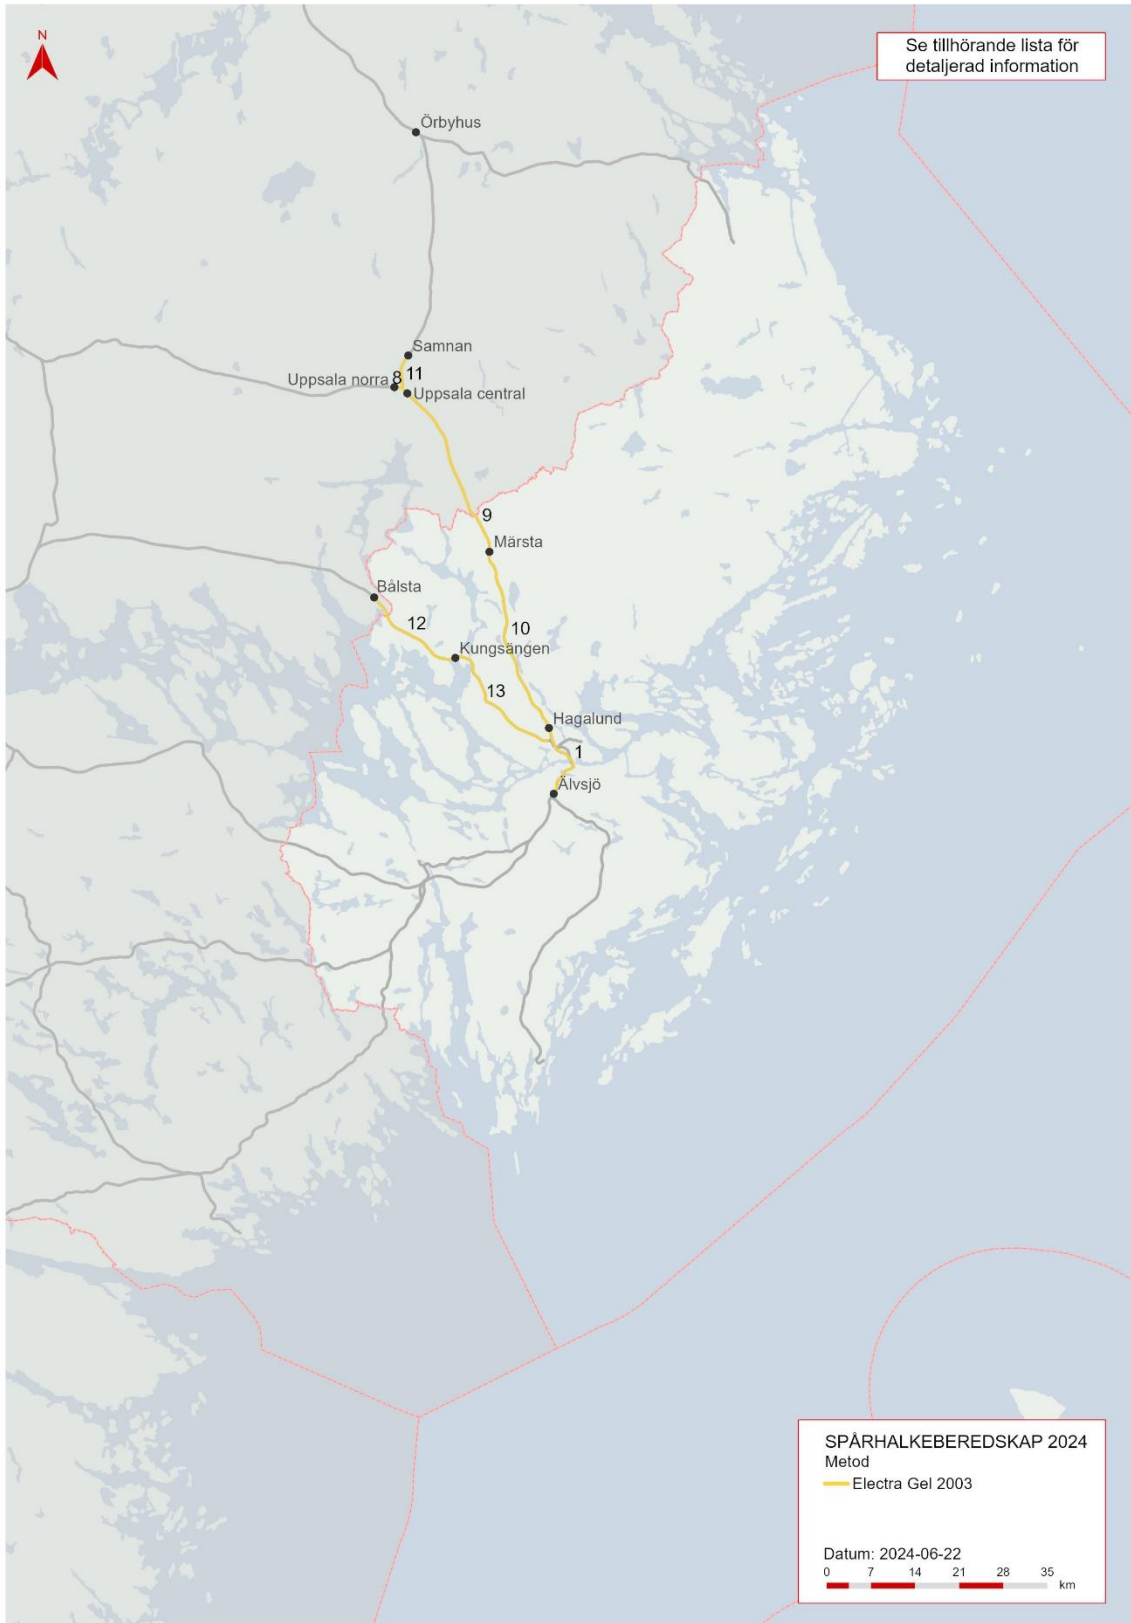 N
Se tillhörande lista för
detaljerad information
Örbyhus
Samnan
Uppsala norra
8
11
Uppsala central
9
Märsta
Bålsta
12
10
Kungsängen
13
Hagalund
1
Älvsjö
SPÅRHALKEBEREDSKAP 2024
Metod
Electra Gel 2003
Datum: 2024-06-22
0 7 14 21 28 35
km